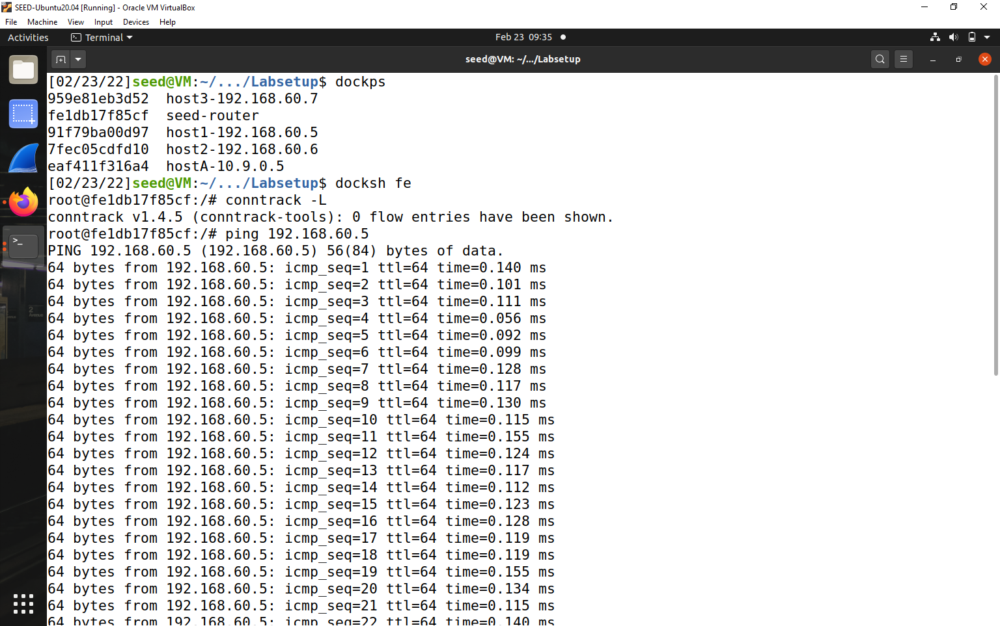 SEED-Ubuntu20.04 [Running] - Oracle VM VirtualBox
File Machine View Input Devices Help
Activities Terminal Feb 23 09:35
seed@VM: ~/.../Labsetup
[02/23/22]seed@VM:~/.../Labsetup$ dockps
959e81eb3d52 host3-192.168.60.7
fe1db17f85cf seed-router
91f79ba00d97 host1-192.168.60.5
7fec05cdfd10 host2-192.168.60.6
eaf411f316a4 hostA-10.9.0.5
[02/23/22]seed@VM:~/.../Labsetup$ docksh fe
root@fe1db17f85cf:/# conntrack -L
conntrack v1.4.5 (conntrack-tools): 0 flow entries have been shown.
root@fe1db17f85cf:/# ping 192.168.60.5
PING 192.168.60.5 (192.168.60.5) 56(84) bytes of data.
64 bytes from 192.168.60.5: icmp_seq=1 ttl=64 time=0.140 ms
64 bytes from 192.168.60.5: icmp_seq=2 ttl=64 time=0.101 ms
64 bytes from 192.168.60.5: icmp_seq=3 ttl=64 time=0.111 ms
64 bytes from 192.168.60.5: icmp_seq=4 ttl=64 time=0.056 ms
64 bytes from 192.168.60.5: icmp_seq=5 ttl=64 time=0.092 ms
64 bytes from 192.168.60.5: icmp_seq=6 ttl=64 time=0.099 ms
64 bytes from 192.168.60.5: icmp_seq=7 ttl=64 time=0.128 ms
64 bytes from 192.168.60.5: icmp_seq=8 ttl=64 time=0.117 ms
64 bytes from 192.168.60.5: icmp_seq=9 ttl=64 time=0.130 ms
64 bytes from 192.168.60.5: icmp_seq=10 ttl=64 time=0.115 ms
64 bytes from 192.168.60.5: icmp_seq=11 ttl=64 time=0.155 ms
64 bytes from 192.168.60.5: icmp_seq=12 ttl=64 time=0.124 ms
64 bytes from 192.168.60.5: icmp_seq=13 ttl=64 time=0.117 ms
64 bytes from 192.168.60.5: icmp_seq=14 ttl=64 time=0.112 ms
64 bytes from 192.168.60.5: icmp_seq=15 ttl=64 time=0.123 ms
64 bytes from 192.168.60.5: icmp_seq=16 ttl=64 time=0.128 ms
64 bytes from 192.168.60.5: icmp_seq=17 ttl=64 time=0.119 ms
64 bytes from 192.168.60.5: icmp_seq=18 ttl=64 time=0.119 ms
64 bytes from 192.168.60.5: icmp_seq=19 ttl=64 time=0.155 ms
64 bytes from 192.168.60.5: icmp_seq=20 ttl=64 time=0.134 ms
64 bytes from 192.168.60.5: icmp_seq=21 ttl=64 time=0.115 ms
64 bytes from 192.168.60.5: icmp_seq=22 ttl=64 time=0.140 ms